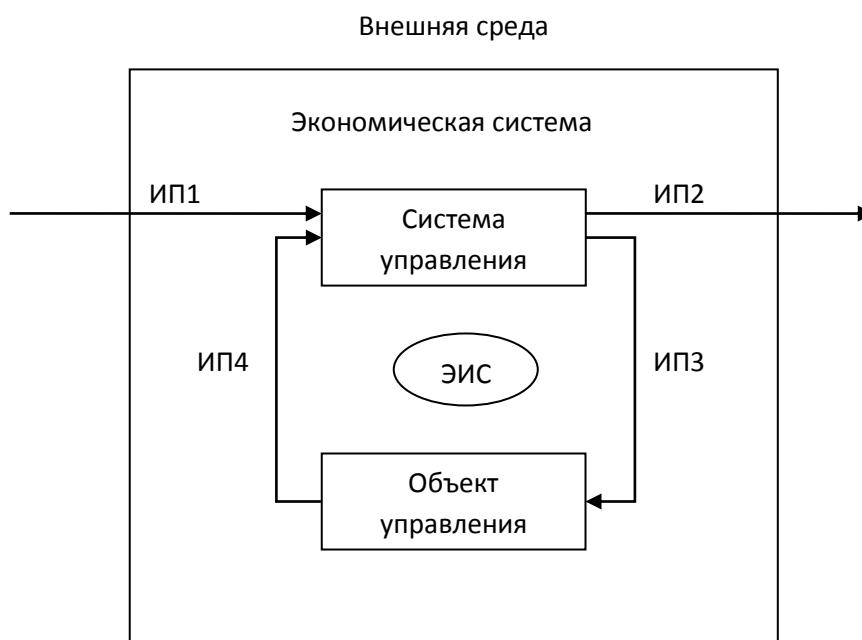 Внешняя среда
Экономическая система
ИП1
ИП2
Система
управления
ИП4
ЭИС
ИП3
Объект
управления